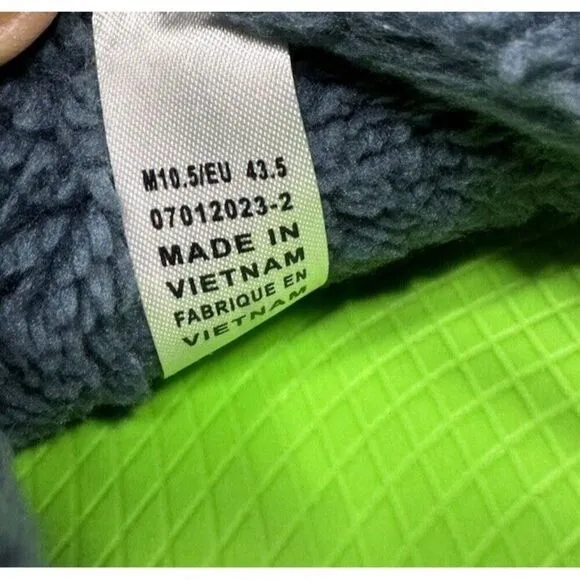 M10.5/EU 43.5
07012023-2
MADE IN
VIETNAM
FABRIQUE EN
VIETNAM